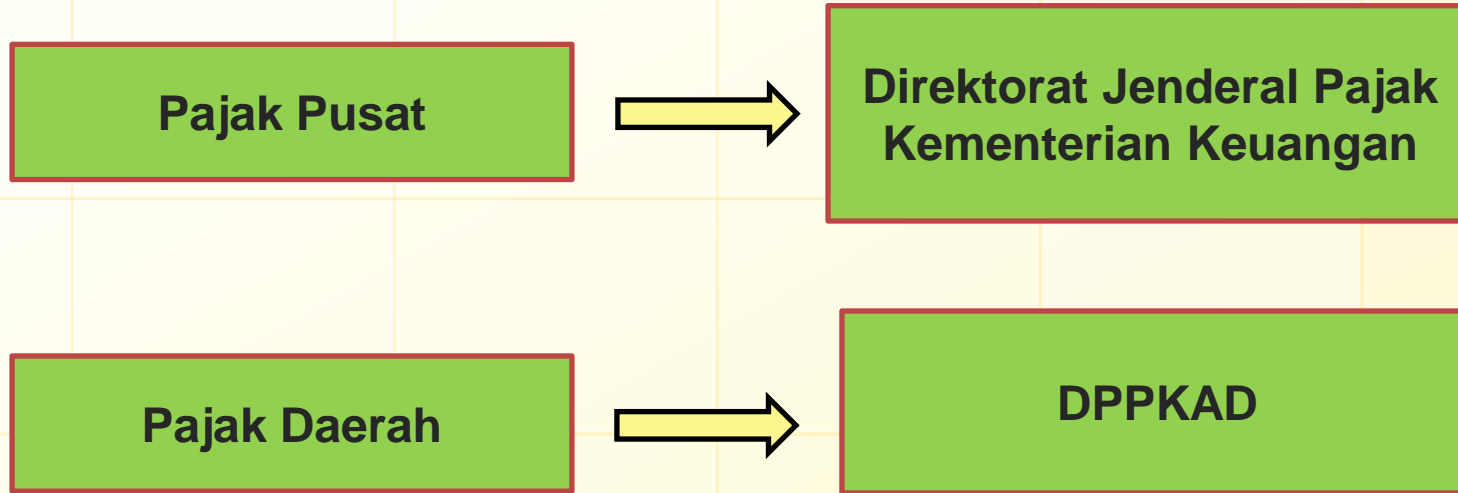 Pajak Pusat
Direktorat Jenderal Pajak
Kementerian Keuangan
Pajak Daerah
DPPKAD